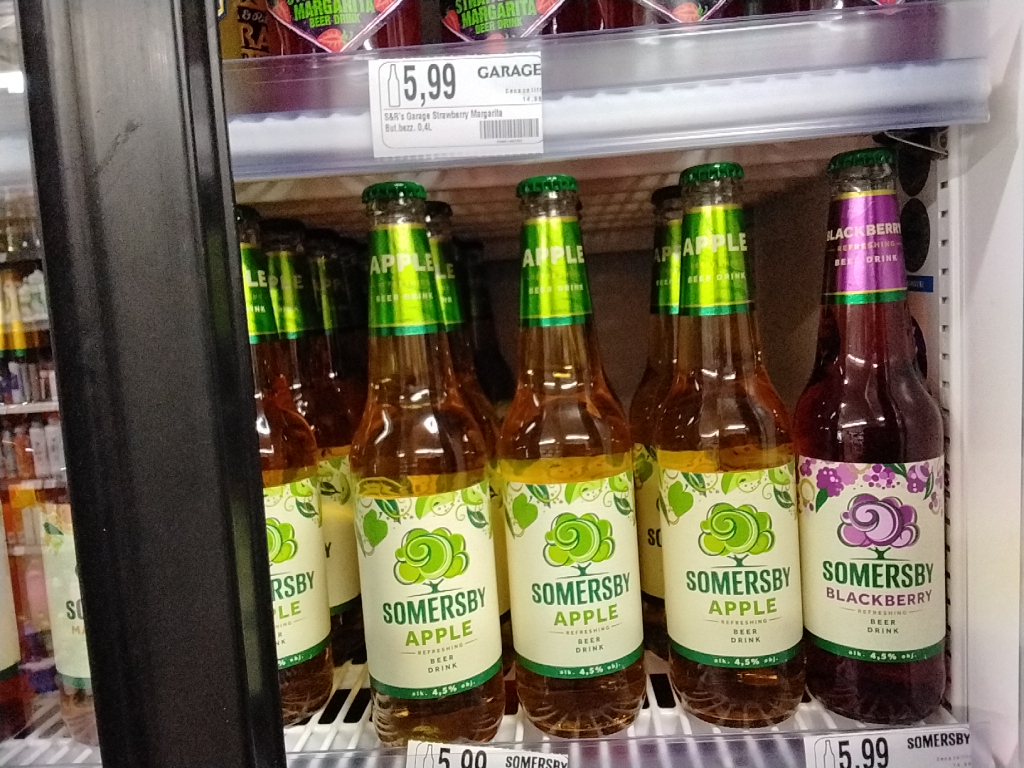 MARGARITA
BEER DRINK
MARGARITA
BEER DRINK
5,99 GARAGE
S&R's Garage Strawberry Margarita
But.bezz. 0,4L
APPLE
BEER DRINK
APPLE
BEER DRINK
APPLE
BEER DRINK
BLACKBERRY
REFRESHING
BEER DRINK
SOMERSBY
APPLE
REFRESHING
BEER
DRINK
alk. 4,5% obj.
SOMERSBY
APPLE
REFRESHING
BEER
DRINK
alk. 4,5% obj.
SOMERSBY
APPLE
REFRESHING
BEER
DRINK
alk. 4,5% obj.
SOMERSBY
BLACKBERRY
REFRESHING
BEER
DRINK
alk. 4,5% obj.
5,99 SOMERSBY
5,99 SOMERSBY